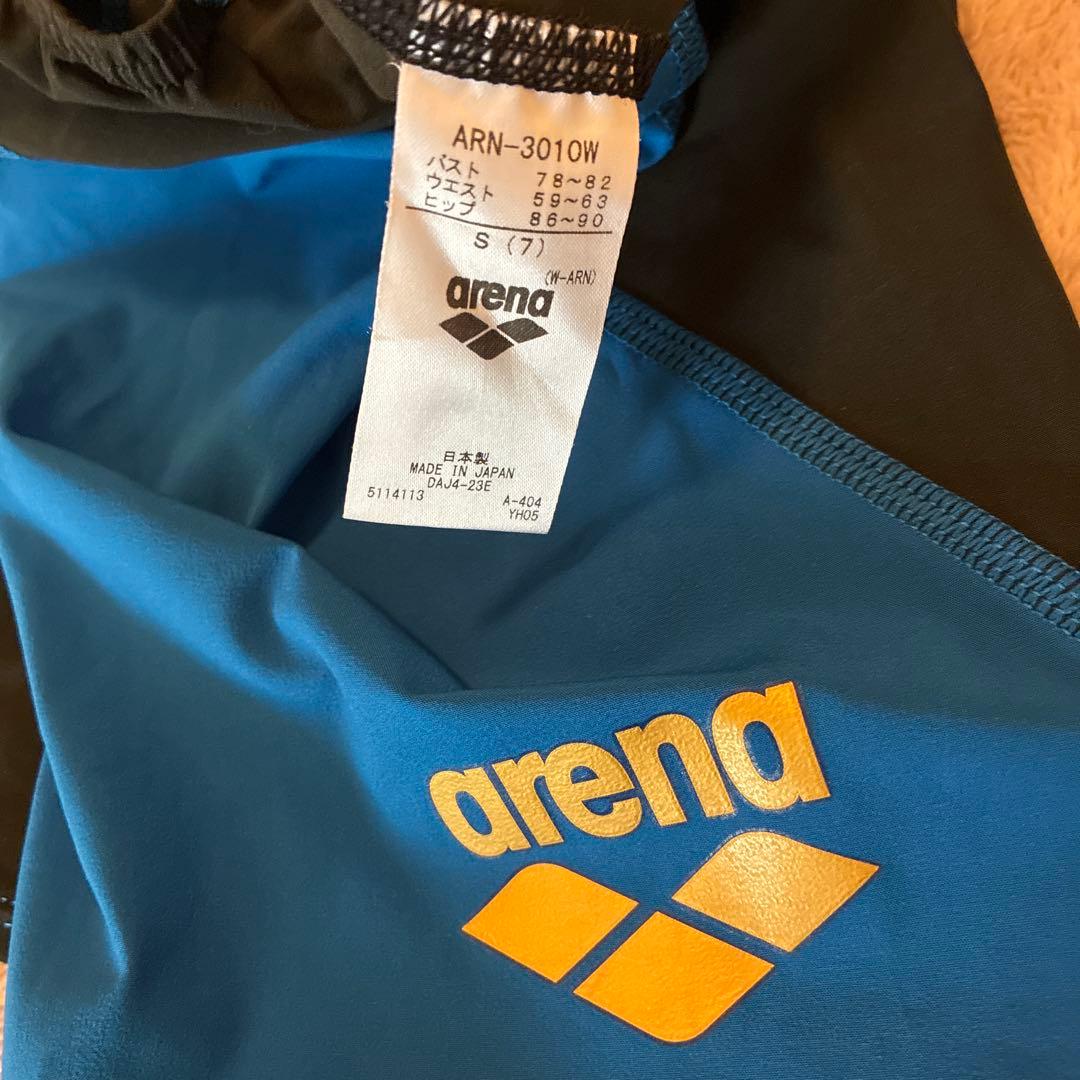 ARN-3010W
バスト 78~82
ウエスト 59~63
ヒップ 86~90
S (7)
(W-ARN)
arena
日本製
MADE IN JAPAN
DAJ4-23E
5114113 A-404
YH05
arena